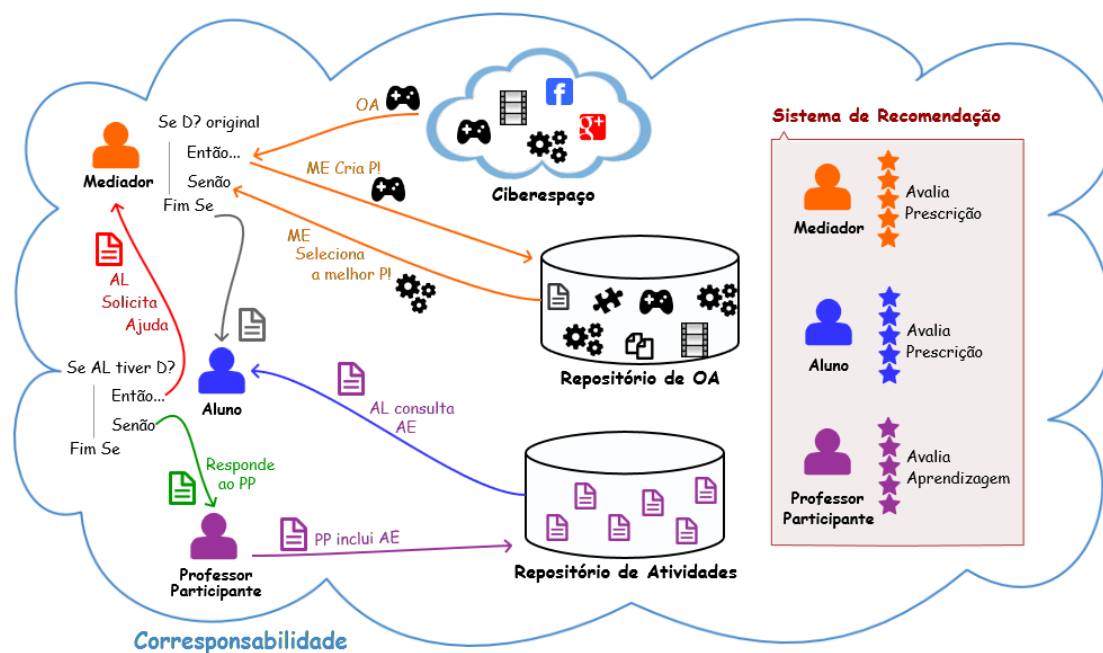 OA
Se D? original
Então...
Senão
Fim Se
Mediador
ME Cria P!
ME
Seleciona
a melhor P!
f
g+
Ciberespaço
Sistema de Recomendação
Mediador
Avalia
Prescrição
Aluno
Avalia
Prescrição
Professor
Participante
Avalia
Aprendizagem
AL
Solicita
Ajuda
Se AL tiver D?
Então...
Senão
Fim Se
Aluno
Repositório de OA
AL consulta
AE
Responde
ao PP
PP inclui AE
Professor
Participante
Repositório de Atividades
Corresponsabilidade